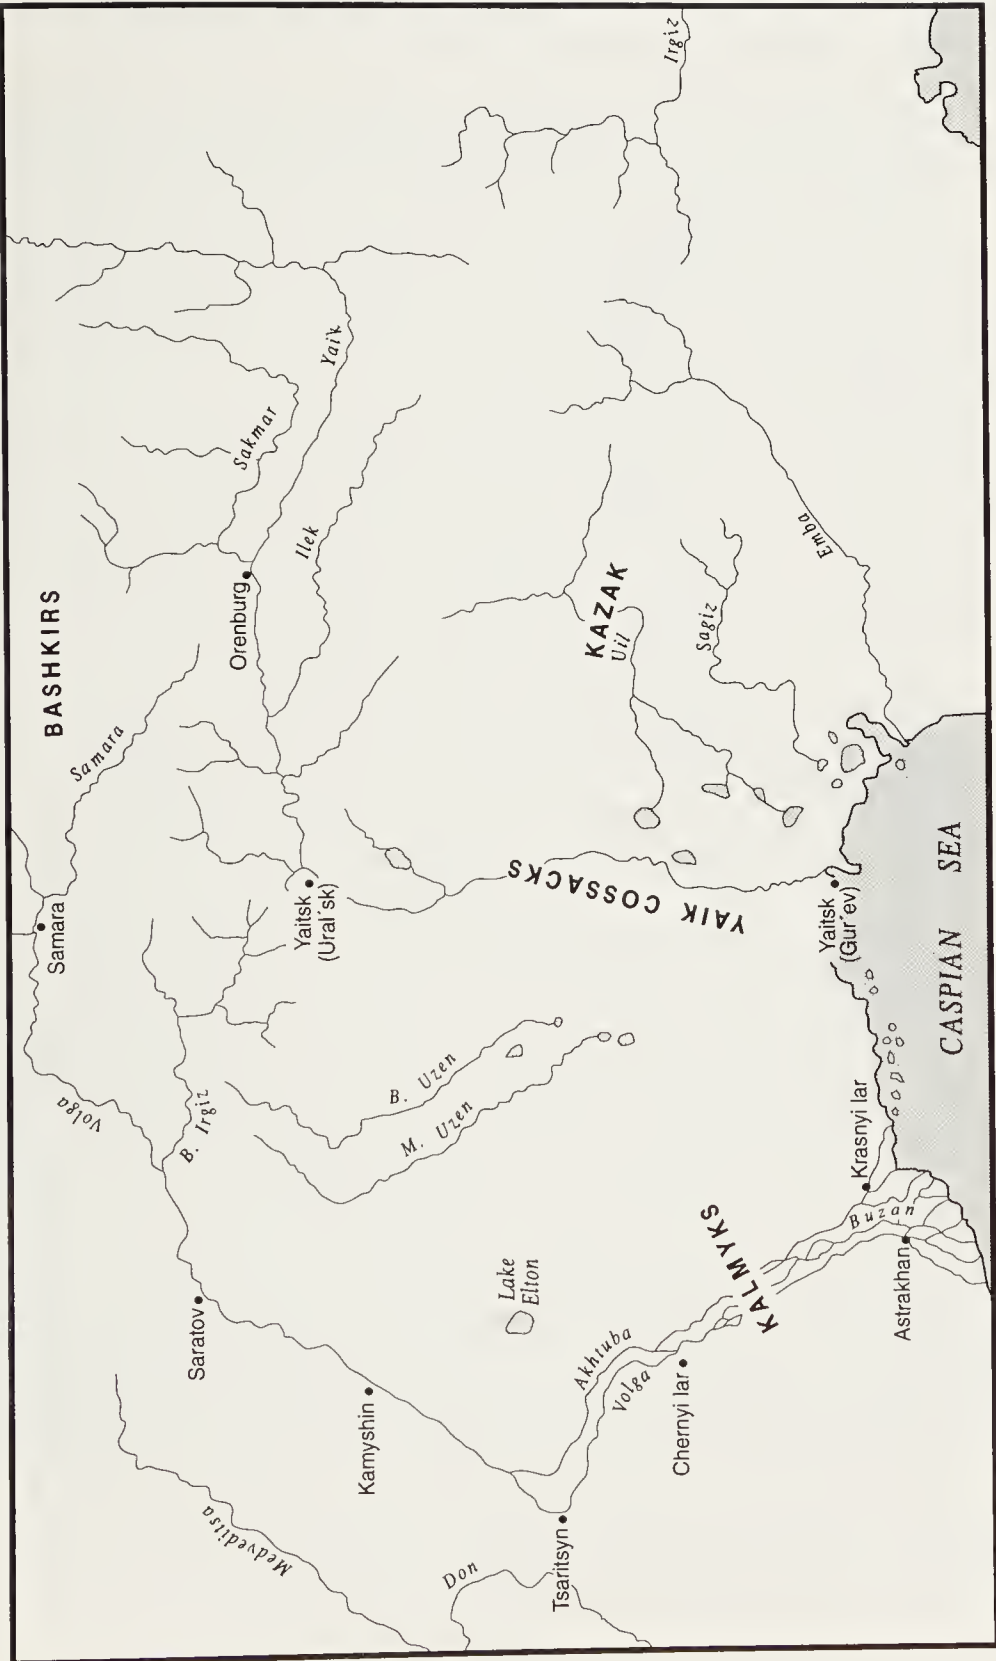 BASHKIRS
Samara
Samara
Volga
B. Irgiz
Saratov
Medveditsa
Kamyshin
Don
Tsaritsyn
Orenburg
Sakmar
Yaik
Ilek
Irgiz
Yaitsk
(Ural'sk)
B. Uzen
M. Uzen
Lake
Elton
Akhtuba
Volga
Chernyi Iar
KALMYKS
YAIK COSSACKS
KAZAK
Uil
Sagiz
Emba
Yaitsk
(Gur'ev)
Krasnyi Iar
Buzan
Astrakhan
CASPIAN SEA